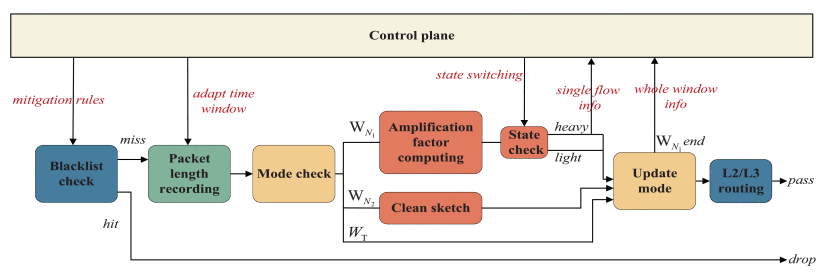 Control plane
mitigation rules
adapt time
window
state switching
single flow
info
whole window
info
miss
hit
Blacklist
check
Packet
length
recording
Mode check
W_{N_1}
W_{N_2}
W_T
Amplification
factor
computing
Clean sketch
State
check
heavy
light
W_{N_1} end
Update
mode
L2/L3
routing
pass
drop